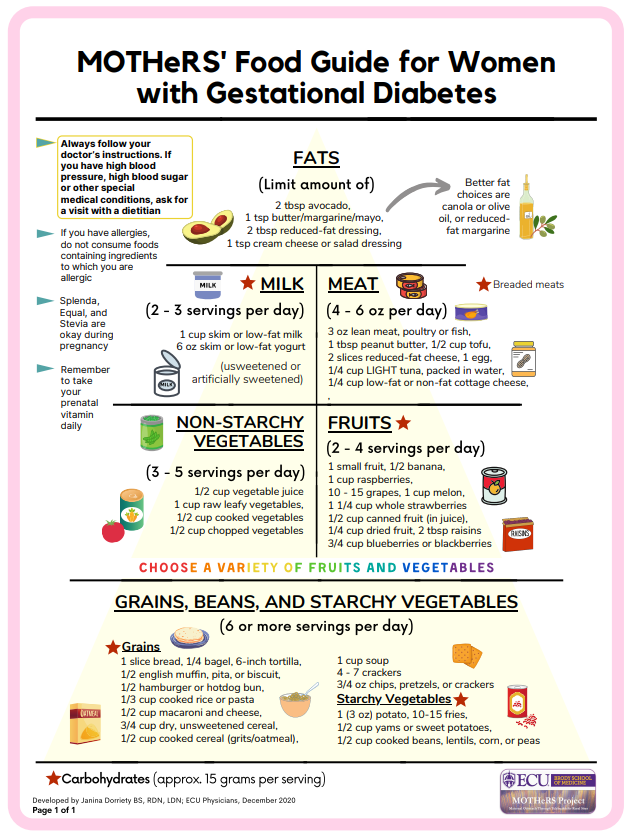 MOTHeRS' Food Guide for Women
with Gestational Diabetes
Always follow your
doctor's instructions. If
you have high blood
pressure, high blood sugar
or other special
medical conditions, ask for
a visit with a dietitian
If you have allergies,
do not consume foods
containing ingredients
to which you are
allergic
Splenda,
Equal, and
Stevia are
okay during
pregnancy
Remember
to take
your
prenatal
vitamin
daily
FATS
(Limit amount of)
2 tbsp avocado,
1 tsp butter/margarine/mayo,
2 tbsp reduced-fat dressing,
1 tsp cream cheese or salad dressing
Better fat
choices are
canola or olive
oil, or reduced-
fat margarine
MILK
MILK
(2 - 3 servings per day)
1 cup skim or low-fat milk
6 oz skim or low-fat yogurt
(unsweetened or
artificially sweetened)
MILK
MEAT
Breaded meats
(4 - 6 oz per day)
3 oz lean meat, poultry or fish,
1 tbsp peanut butter, 1/2 cup tofu,
2 slices reduced-fat cheese, 1 egg,
1/4 cup LIGHT tuna, packed in water,
1/4 cup low-fat or non-fat cottage cheese,
.
NON-STARCHY
VEGETABLES
(3 - 5 servings per day)
1/2 cup vegetable juice
1 cup raw leafy vegetables,
1/2 cup cooked vegetables
1/2 cup chopped vegetables
FRUITS
(2 - 4 servings per day)
1 small fruit, 1/2 banana,
1 cup raspberries,
10 - 15 grapes, 1 cup melon,
1 1/4 cup whole strawberries
1/2 cup canned fruit (in juice),
1/4 cup dried fruit, 2 tbsp raisins
3/4 cup blueberries or blackberries
RAISINS
CHOOSE A VARIETY OF FRUITS AND VEGETABLES
GRAINS, BEANS, AND STARCHY VEGETABLES
(6 or more servings per day)
Grains
1 slice bread, 1/4 bagel, 6-inch tortilla,
1/2 english muffin, pita, or biscuit,
1/2 hamburger or hotdog bun,
1/3 cup cooked rice or pasta
1/2 cup macaroni and cheese,
3/4 cup dry, unsweetened cereal,
1/2 cup cooked cereal (grits/oatmeal),
OATMEAL
1 cup soup
4 - 7 crackers
3/4 oz chips, pretzels, or crackers
Starchy Vegetables
1 (3 oz) potato, 10-15 fries,
1/2 cup yams or sweet potatoes,
1/2 cup cooked beans, lentils, corn, or peas
Carbohydrates (approx. 15 grams per serving)
Developed by Janina Dorriety BS, RDN, LDN; ECU Physicians, December 2020
Page 1 of 1
ECU BRODY SCHOOL
OF MEDICINE
MOTHeRS Project